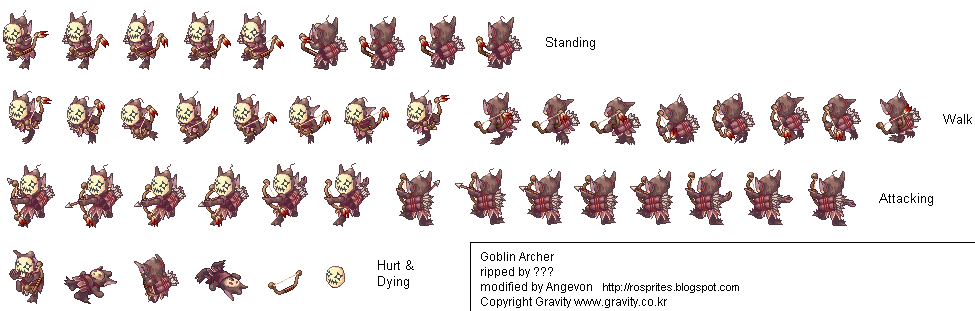 Standing
Walk
Attacking
Hurt &
Dying
Goblin Archer
ripped by ???
modified by Angevon http://rosprites.blogspot.com
Copyright Gravity www.gravity.co.kr